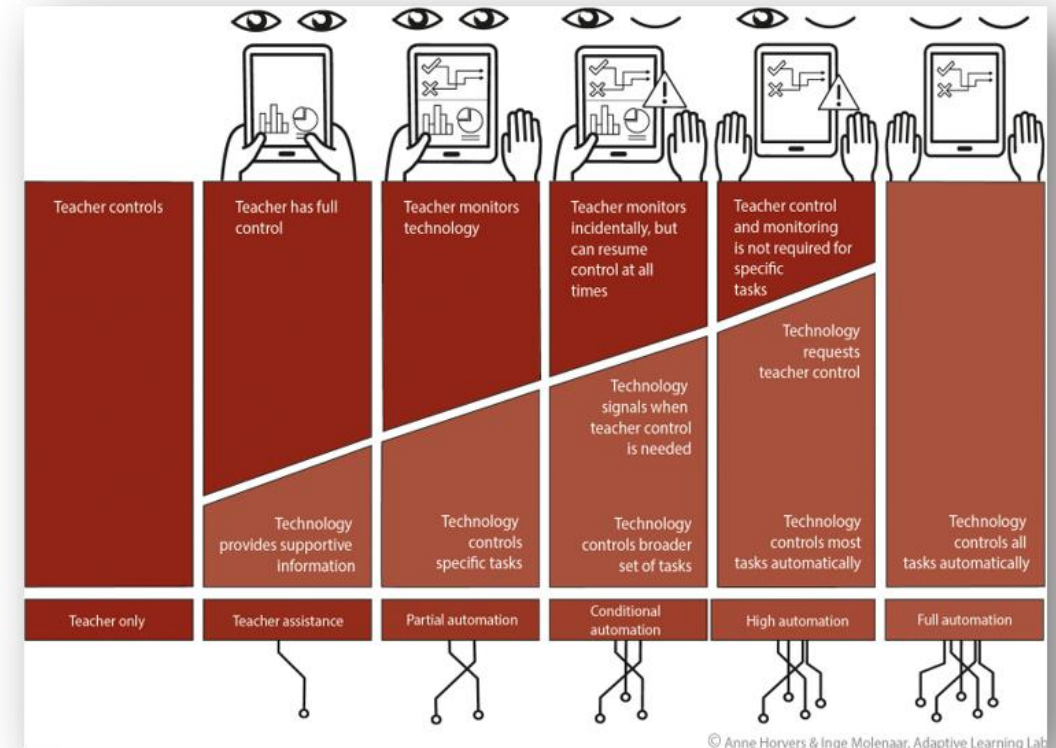 Teacher controls
Teacher has full
control
Teacher monitors
technology
Teacher monitors
incidentally, but
can resume
control at all
times
Teacher control
and monitoring
is not required for
specific
tasks
Technology
requests
teacher control
Technology
signals when
teacher control
is needed
Technology
provides supportive
information
Technology
controls
specific tasks
Technology
controls broader
set of tasks
Technology
controls most
tasks automatically
Technology
controls all
tasks automatically
Teacher only
Teacher assistance
Partial automation
Conditional
automation
High automation
Full automation
© Anne Horvers & Inge Molenaar, Adaptive Learning Lab